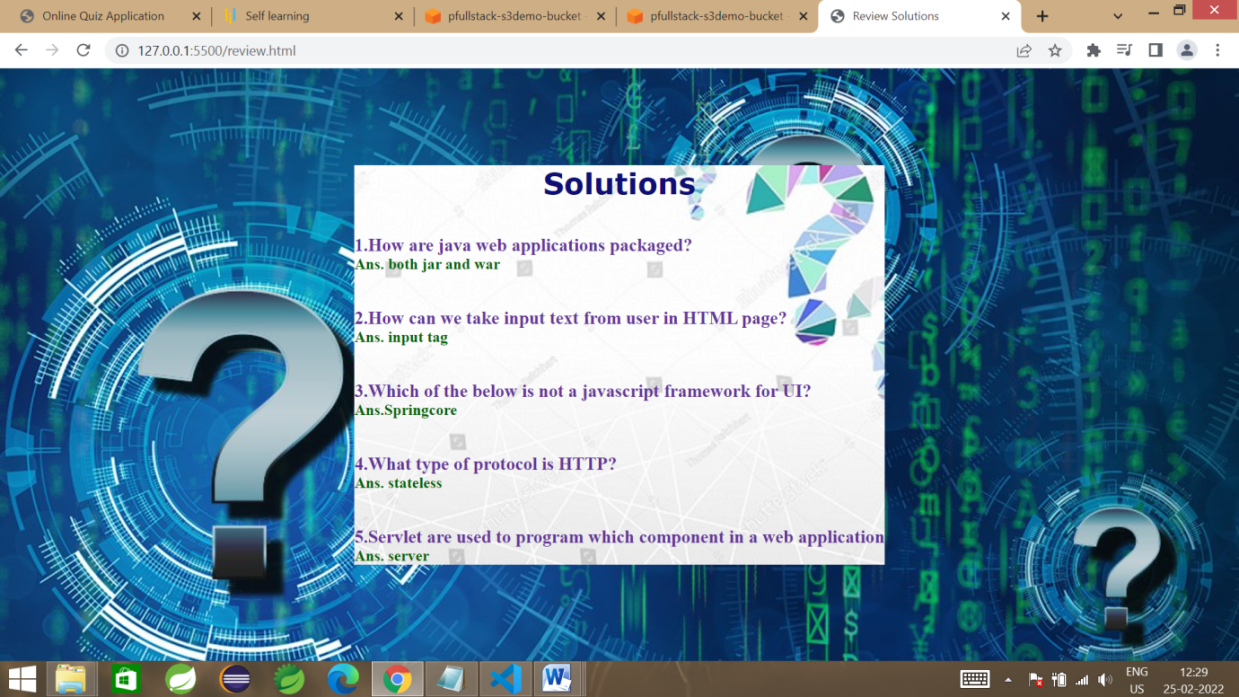 Online Quiz Application
Self learning
pfullstack-s3demo-bucket
pfullstack-s3demo-bucket
Review Solutions
127.0.0.1:5500/review.html
Solutions
1.How are java web applications packaged?
Ans. both jar and war
2.How can we take input text from user in HTML page?
Ans. input tag
3.Which of the below is not a javascript framework for UI?
Ans.Springcore
4.What type of protocol is HTTP?
Ans. stateless
5.Servlet are used to program which component in a web application
Ans. server
ENG
12:29
US
25-02-2022